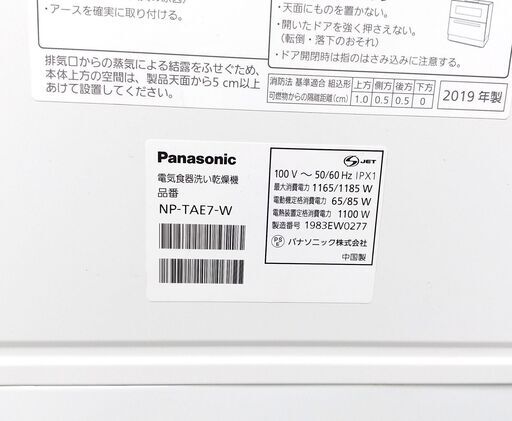 ・アースを確実に取り付ける。
・天面にものを置かない。
・開いたドアを強く押さえない。
(転倒・落下のおそれ)
・ドア開閉時は指のはさみ込みに注意する。
排気口からの蒸気による結露をふせぐため、
本体上方の空間は、製品天面から5 cm以上
あけて設置してください。
消防法 基準適合 組込形 上方 側方 後方 下方
可燃物からの隔離距離(cm) 1.0 0.5 0.5 0
2019 年製
Panasonic
電気食器洗い乾燥機
品番
NP-TAE7-W
S JET
100 V ～ 50/60 Hz IPX1
最大消費電力 1165/1185 W
電動機定格消費電力 65/85 W
電熱装置定格消費電力 1100 W
製造番号 1983EW0277
PS E パナソニック株式会社
中国製